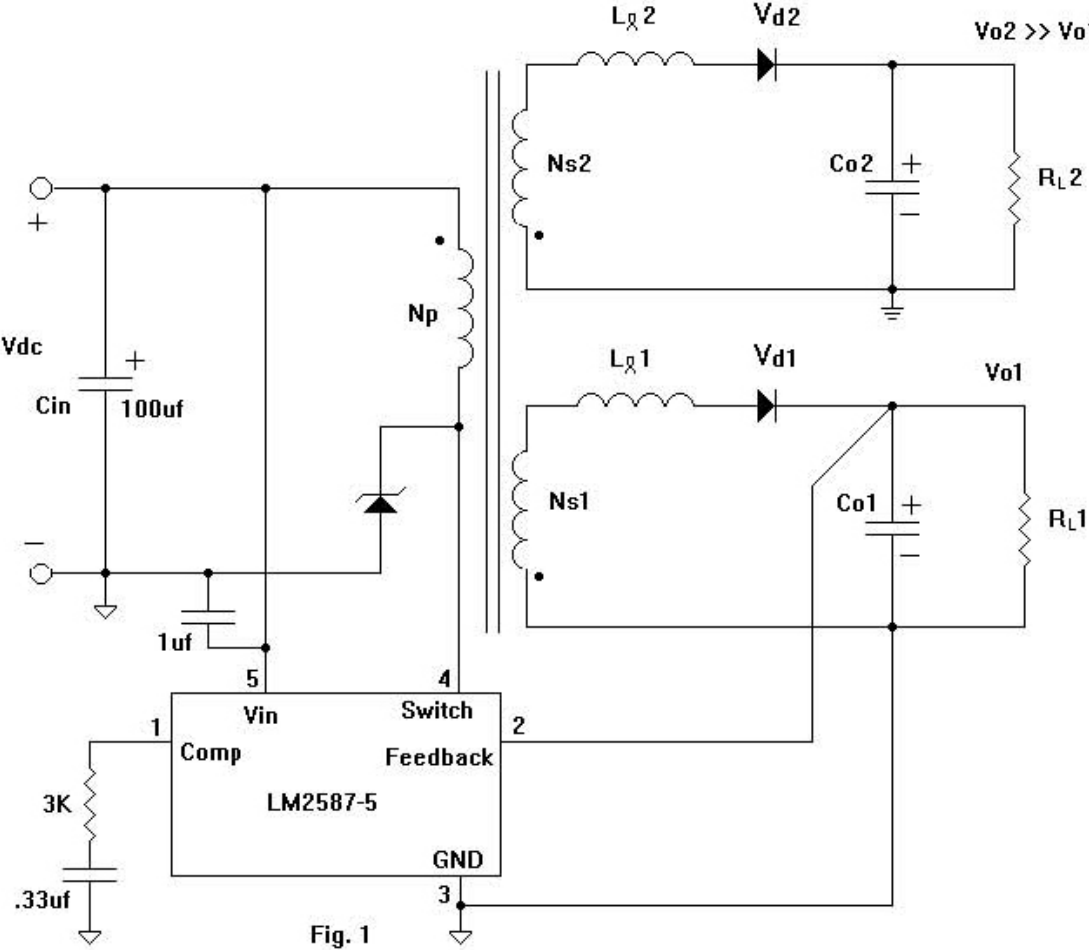 Lℓ2
Vd2
Vo2 >> Vo
Ns2
Co2
+
−
RL2
+
Np
Vdc
Cin
+
100uf
−
Lℓ1
Vd1
Vo1
Ns1
Co1
+
−
RL1
1uf
5
4
Vin
Switch
2
1
Comp
Feedback
3K
LM2587-5
GND
.33uf
3
Fig. 1